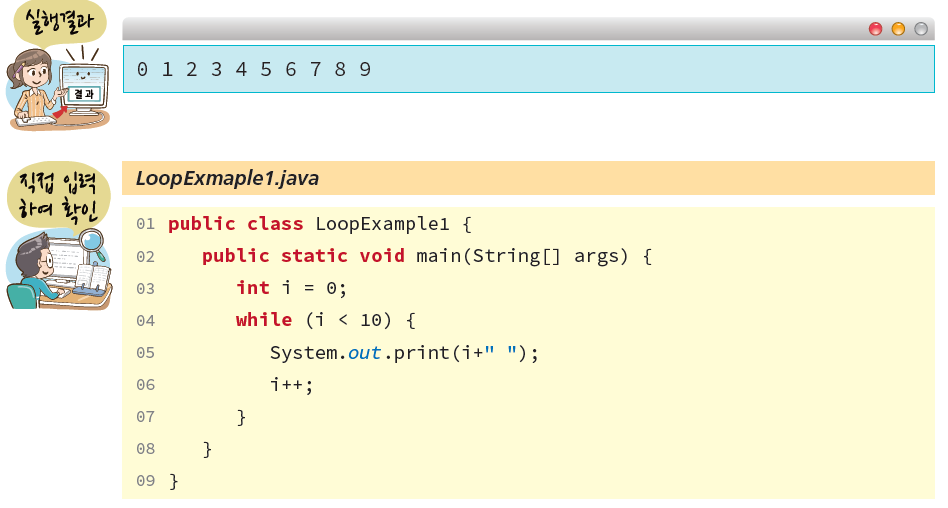 실행결과
결과
0 1 2 3 4 5 6 7 8 9
직접 입력
하여 확인
LoopExmaple1.java
01 public class LoopExample1 {
02 public static void main(String[] args) {
03 int i = 0;
04 while (i < 10) {
05 System.out.print(i+" ");
06 i++;
07 }
08 }
09 }